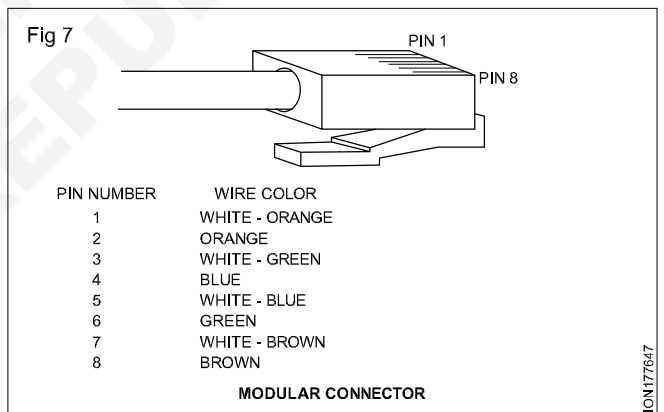 Fig 7
PIN 1
PIN 8
PIN NUMBER WIRE COLOR
1 WHITE - ORANGE
2 ORANGE
3 WHITE - GREEN
4 BLUE
5 WHITE - BLUE
6 GREEN
7 WHITE - BROWN
8 BROWN
MODULAR CONNECTOR